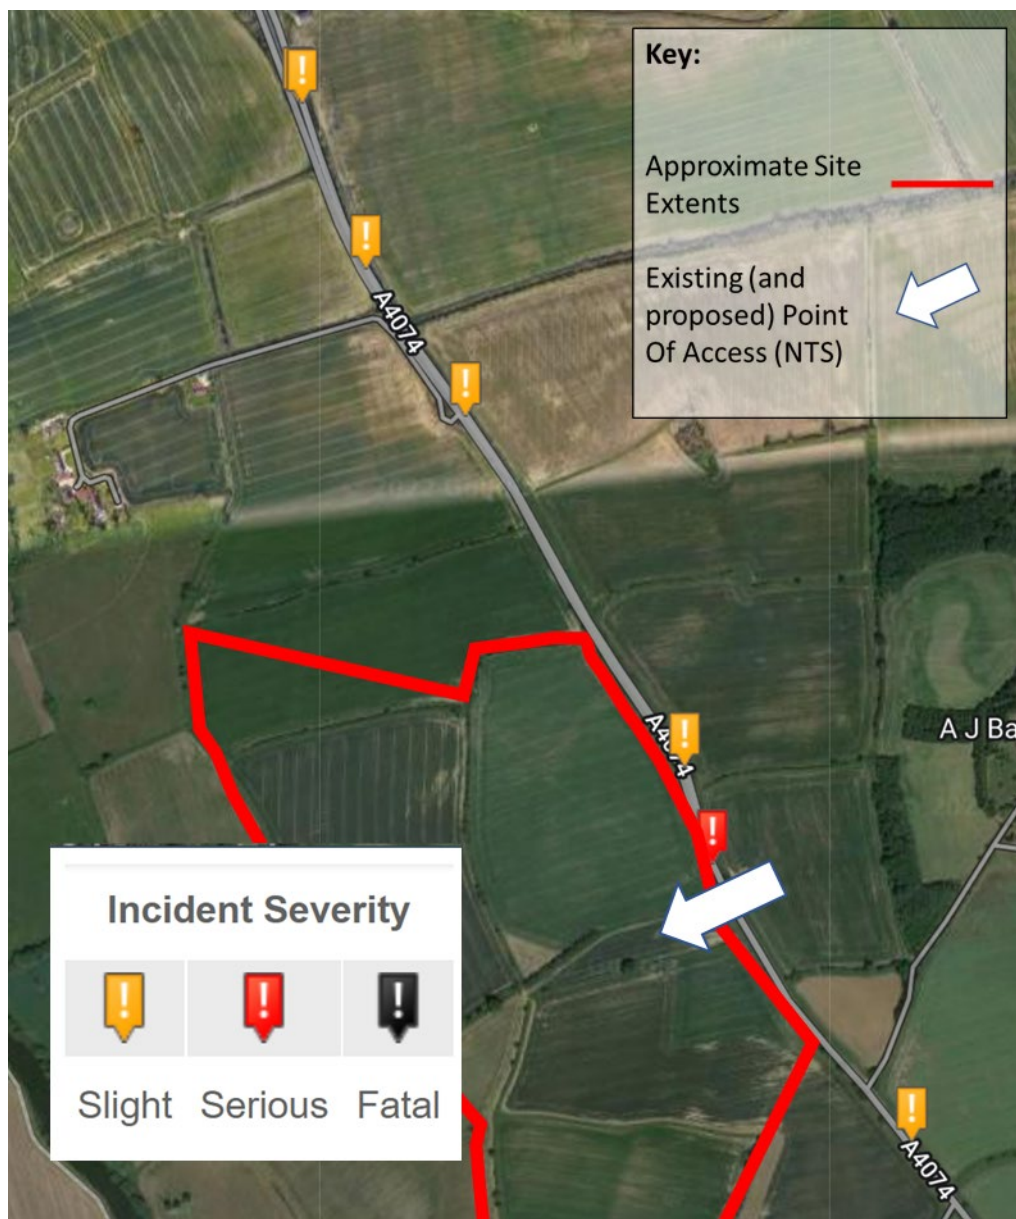 Key:
Approximate Site
Extents
Existing (and
proposed) Point
Of Access (NTS)
A4074
A4074
A J Ba
Incident Severity
Slight Serious Fatal
A4074